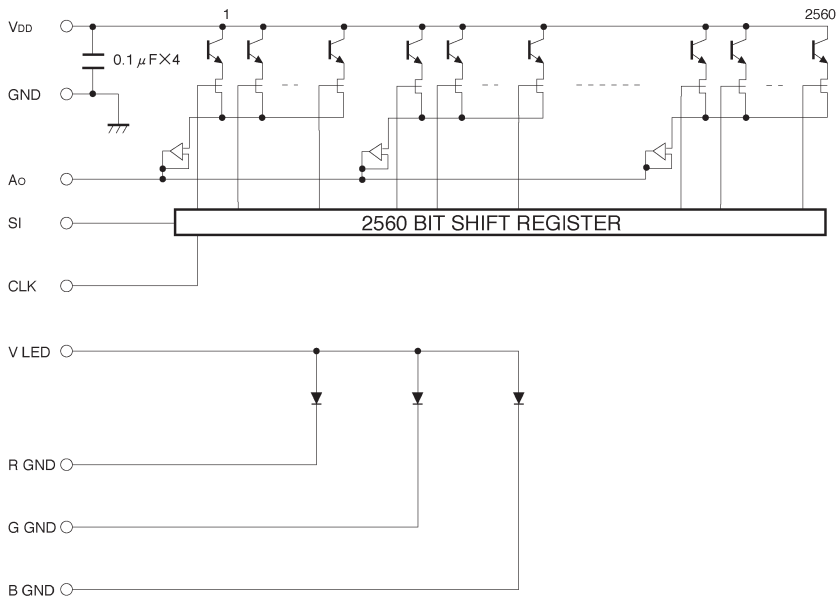 1 2560
VDD
0.1 μF×4
GND
AO
SI
2560 BIT SHIFT REGISTER
CLK
V LED
R GND
G GND
B GND